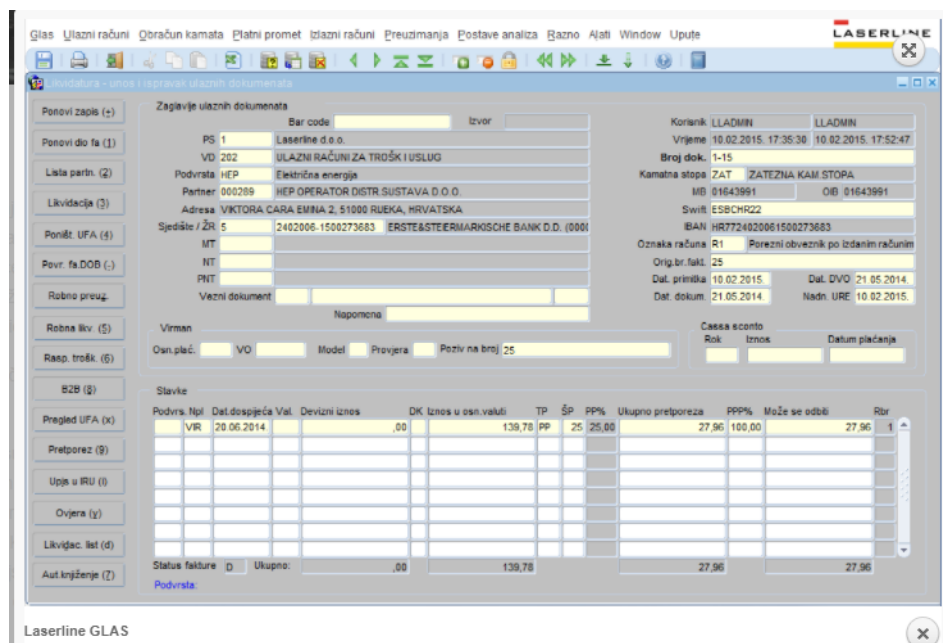 Glas Ulazni računi Obračun kamata Platni promet Izlazni računi Preuzimanja Postave analiza Razno Alati Window Upute
LASERLINE
Likvidatura - unos i ispravak ulaznih dokumenata
Ponovi zapis (+)
Ponovi dio fa (1)
Lista partn. (2)
Likvidacija (3)
Poništ. UFA (4)
Povr. fa.DOB (-)
Robno preuz.
Robna likv. (5)
Rasp. trošk. (6)
B2B (8)
Pregled UFA (x)
Pretporez (9)
Upis u IRU (I)
Ovjera (v)
Likvidac. list (d)
Aut.knjiženje (7)
Zaglavlje ulaznih dokumenata
Bar code Izvor
PS 1 Laserline d.o.o.
VD 202 ULAZNI RAČUNI ZA TROŠK I USLUG
Podvrsta HEP Električna energija
Partner 000289 HEP OPERATOR DISTR.SUSTAVA D.O.O.
Adresa VIKTORA CARA EMINA 2, 51000 RIJEKA, HRVATSKA
Sjedište / ŽR 5 2402006-1500273683 ERSTE&STEIERMARKISCHE BANK D.D. (000(
MT
NT
PNT
Vezni dokument
Napomena
Korisnik LLADMIN LLADMIN
Vrijeme 10.02.2015. 17:35:30 10.02.2015. 17:52:47
Broj dok. 1-15
Kamatna stopa ZAT ZATEZNA KAM.STOPA
MB 01643991 OIB 01643991
Swift ESBCHR22
IBAN HR7724020061500273683
Oznaka računa R1 Porezni obveznik po izdanim računim
Orig.br.fakt. 25
Dat. primitka 10.02.2015. Dat. DVO 21.05.2014.
Dat. dokum. 21.05.2014. Nadn. URE 10.02.2015.
Virman
Osn.plać. VO Model Provjera Poziv na broj 25
Cassa sconto
Rok Iznos Datum plaćanja
Stavke
Podvrs. Npl Dat.dospijeća Val. Devizni iznos DK Iznos u osn.valuti TP ŠP PP% Ukupno pretporeza PPP% Može se odbiti Rbr
VIR 20.06.2014. ,00 139,78 PP 25 25,00 27,96 100,00 27,96 1
Status fakture D Ukupno: ,00 139,78 27,96 27,96
Podvrsta:
Laserline GLAS